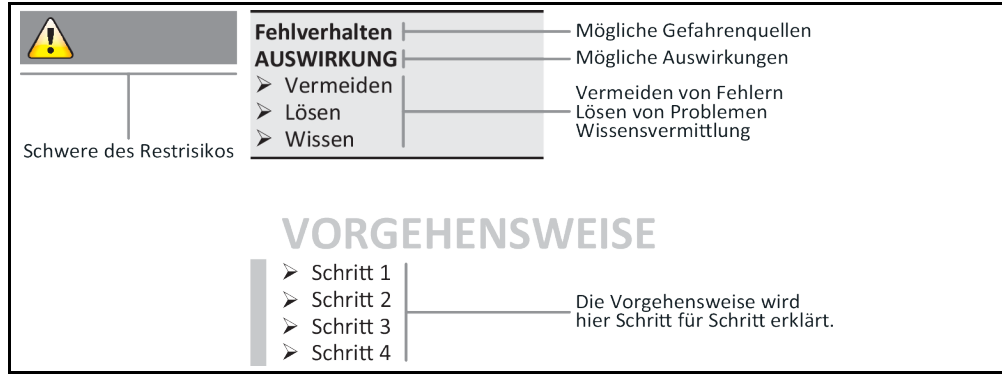 Fehlverhalten
Mögliche Gefahrenquellen
AUSWIRKUNG
Mögliche Auswirkungen
➢ Vermeiden
➢ Lösen
➢ Wissen
Vermeiden von Fehlern
Lösen von Problemen
Wissensvermittlung
Schwere des Restrisikos
VORGEHENSWEISE
➢ Schritt 1
➢ Schritt 2
➢ Schritt 3
➢ Schritt 4
Die Vorgehensweise wird
hier Schritt für Schritt erklärt.